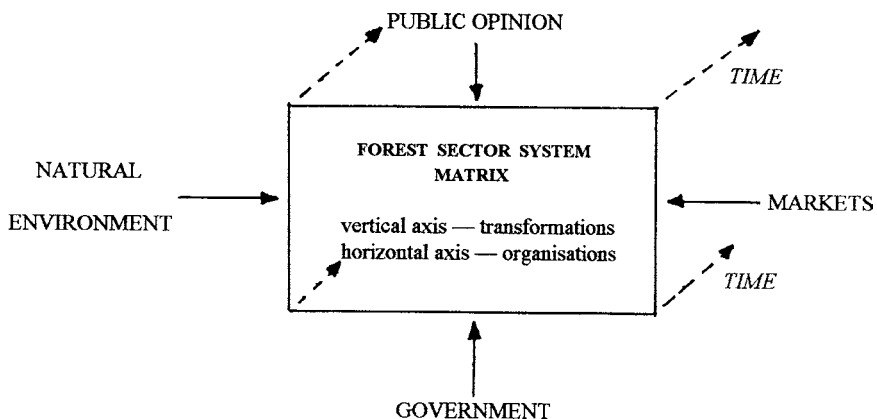 PUBLIC OPINION
TIME
FOREST SECTOR SYSTEM
MATRIX
NATURAL
ENVIRONMENT
vertical axis — transformations
horizontal axis — organisations
MARKETS
TIME
GOVERNMENT